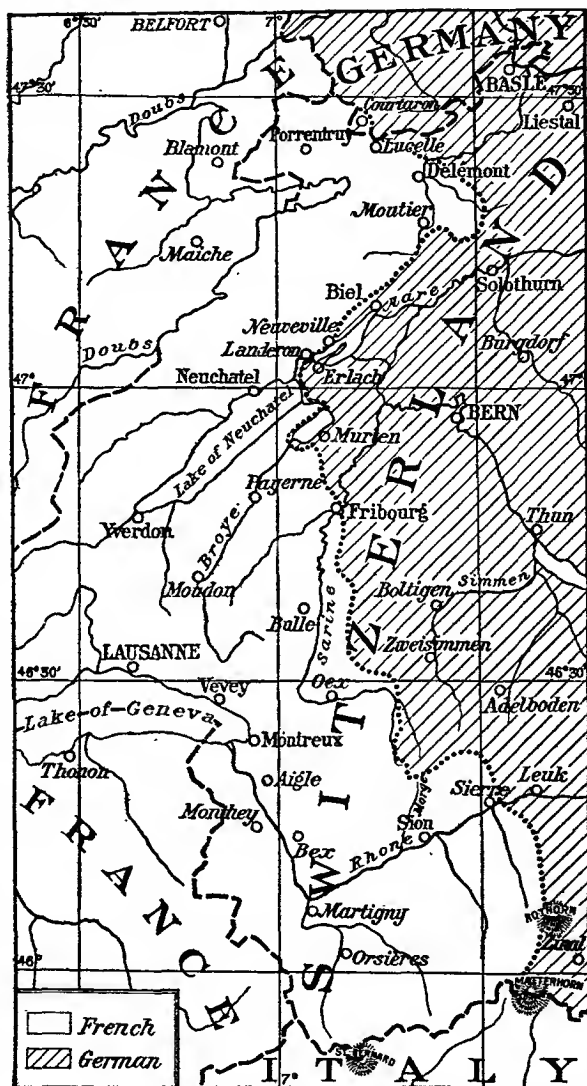 6°30'
7°
BELFORT
GERMANY
47°30'
47°30'
BASLE
Doubs
Courtaron
Liestal
Porrentruy
Blamont
Lucelle
Délemont
Moutier
Maiche
Solothurn
Biel
Aare
Neuveville
Doubs
Landeron
Burgdorf
Erlach
47°
Neuchatel
47°
BERN
Lake of Neuchatel
Murten
Payerne
Fribourg
Yverdon
Broye
Thun
Moudon
Simmen
Boltigen
Bulle
Sarine
Zweisimmen
LAUSANNE
46°30'
46°30'
Vevey
Oex
Adelboden
Lake of Geneva
Montreux
Thonon
Aigle
Morge
Leuk
Sierre
Monthey
Sion
Bex
Rhone
Martigny
ROTHORN
Orsières
Zinal
46°
MATTERHORN
ST. BERNARD
FRANCE
FRANCE
SWITZERLAND
ITALY
7°
French
German